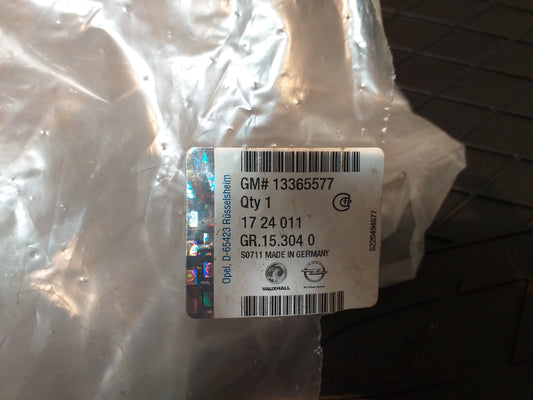 Opel, D-65423 Rüsselsheim
GM# 13365577
Qty 1
17 24 011
GR.15.304 0
S0711 MADE IN GERMANY
VAUXHALL
S220494677